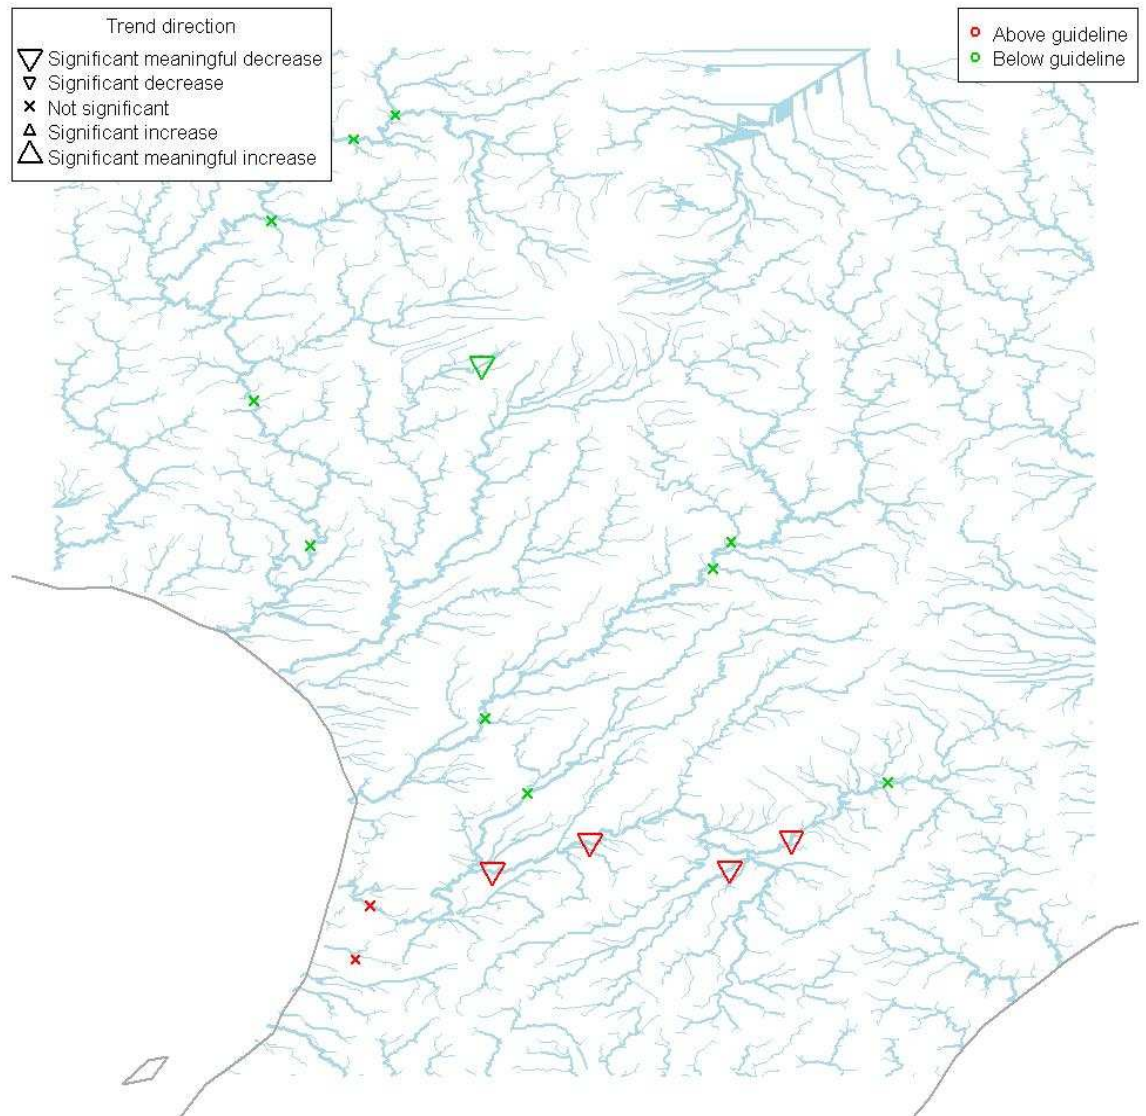 Trend direction
Significant meaningful decrease
Significant decrease
Not significant
Significant increase
Significant meaningful increase
Above guideline
Below guideline